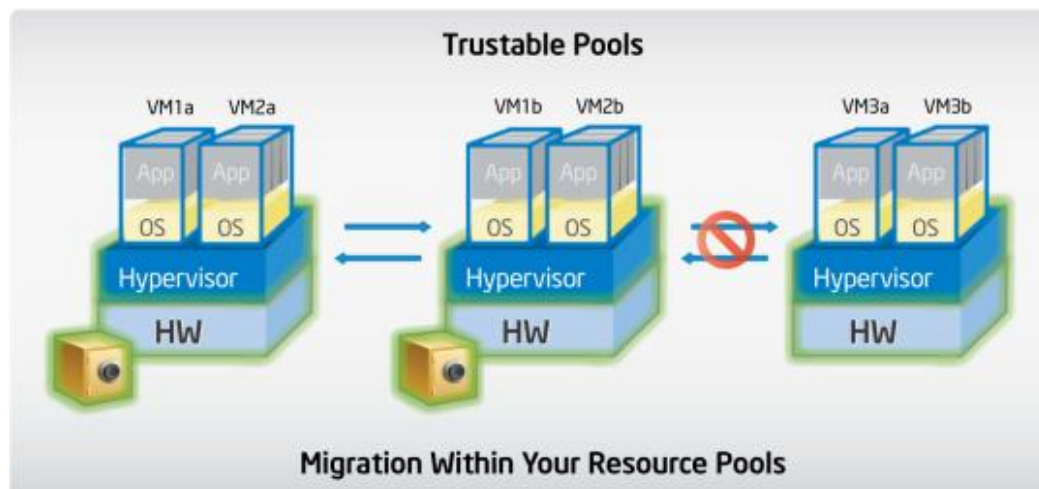 Trustable Pools
VM1a VM2a VM1b VM2b VM3a VM3b
App App App App App App
OS OS OS OS OS OS
Hypervisor Hypervisor Hypervisor
HW HW HW
Migration Within Your Resource Pools